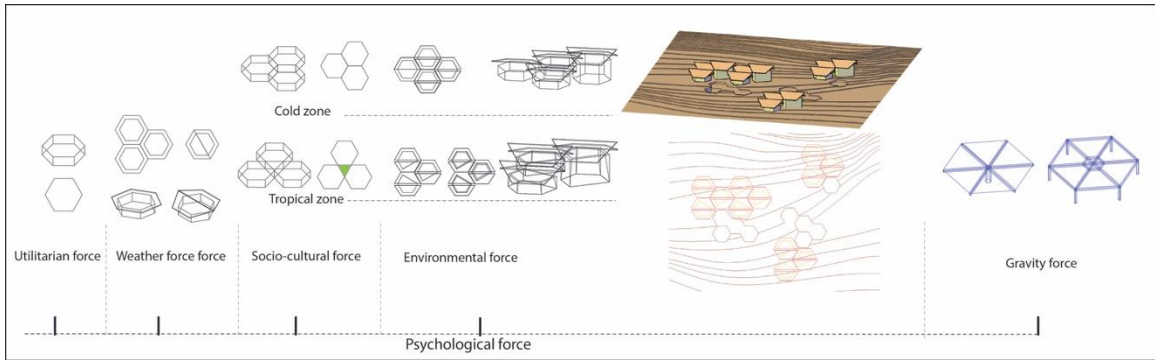 Cold zone
Tropical zone
Utilitarian force
Weather force force
Socio-cultural force
Environmental force
Gravity force
Psychological force